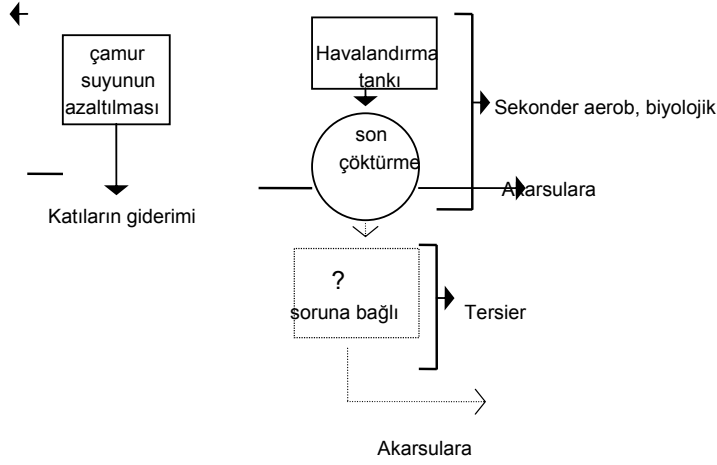 çamur
suyunun
azaltılması
Katıların giderimi
Havalandırma
tankı
son
çöktürme
Sekonder aerob, biyolojik
Akarsulara
?
soruna bağlı
Tersier
Akarsulara